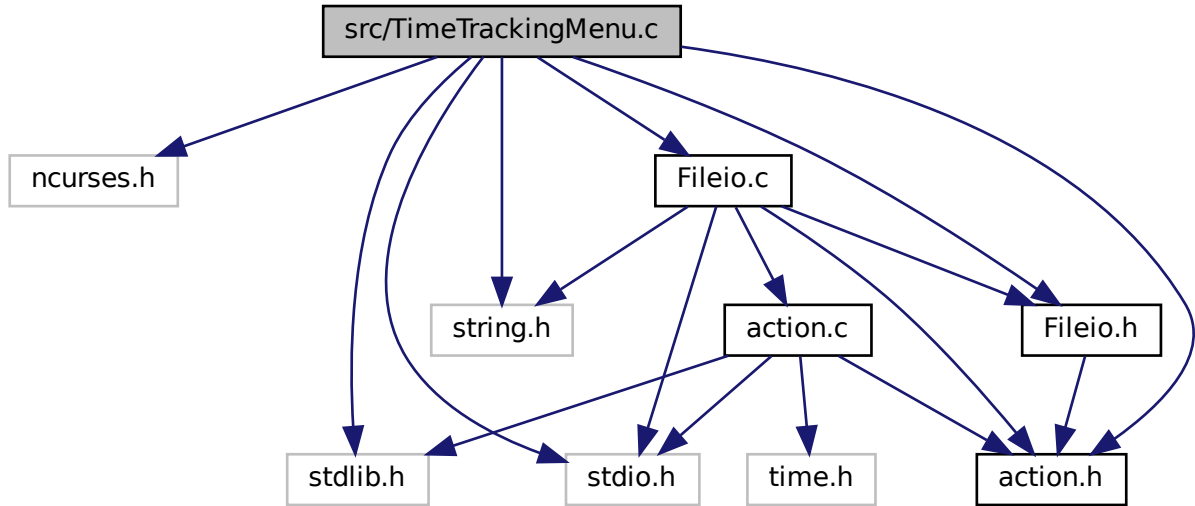 src/TimeTrackingMenu.c
ncurses.h
Fileio.c
string.h
action.c
Fileio.h
stdlib.h
stdio.h
time.h
action.h